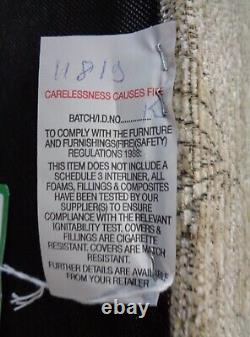 11819
CARELESSNESS CAUSES FI
BATCH/I.D.NO.
TO COMPLY WITH THE FURNITURE
AND FURNISHINGS/FIRE(SAFETY)
REGULATIONS 1988:
THIS ITEM DOES NOT INCLUDE A
SCHEDULE 3 INTERLINER, ALL
FOAMS, FILLINGS & COMPOSITES
HAVE BEEN TESTED BY OUR
SUPPLIER(S) TO ENSURE
COMPLIANCE WITH THE RELEVANT
IGNITABILITY TEST. COVERS &
FILLINGS ARE CIGARETTE
RESISTANT. COVERS ARE MATCH
RESISTANT.
FURTHER DETAILS ARE AVAILABLE
FROM YOUR RETAILER